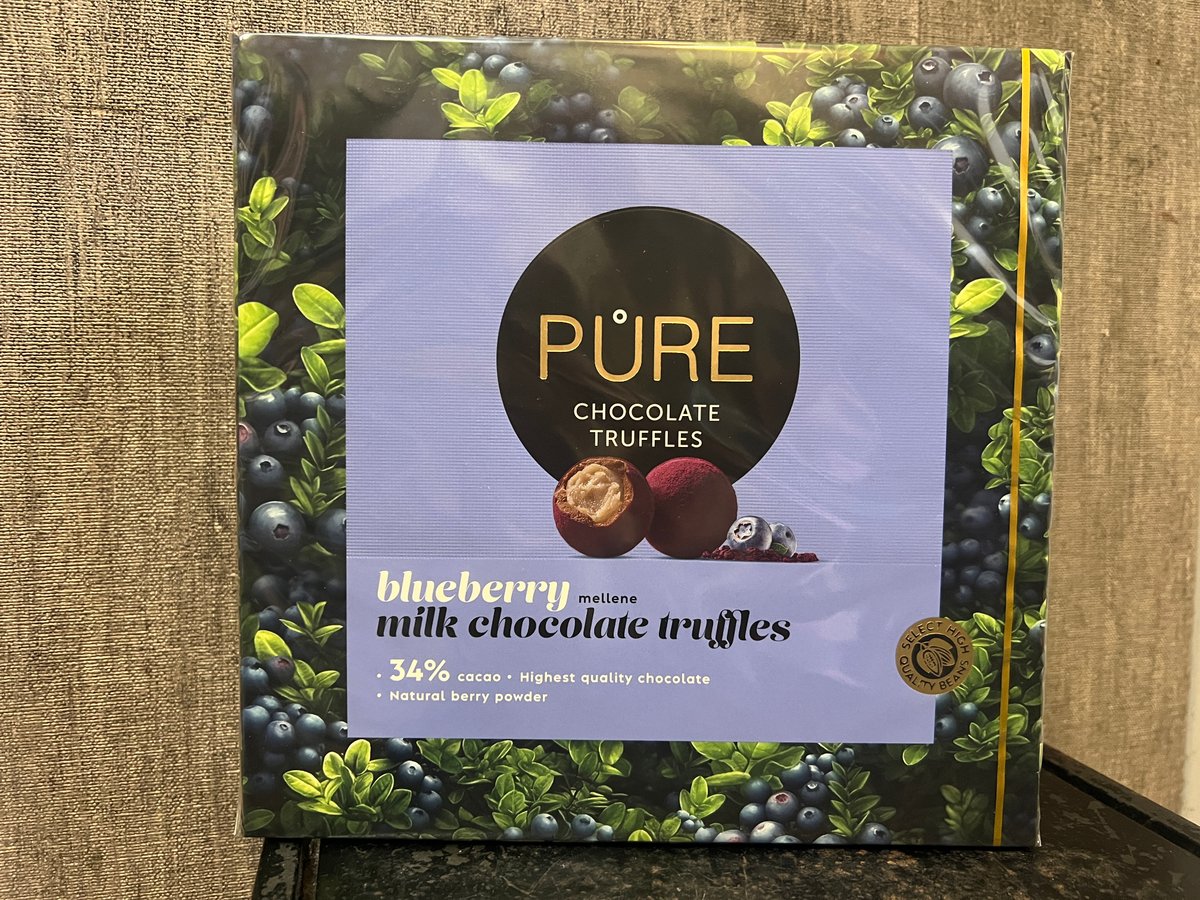 PŮRE
CHOCOLATE
TRUFFLES
blueberry mellene
milk chocolate truffles
• 34% cacao • Highest quality chocolate
• Natural berry powder
SELECT HIGH
QUALITY BEANS